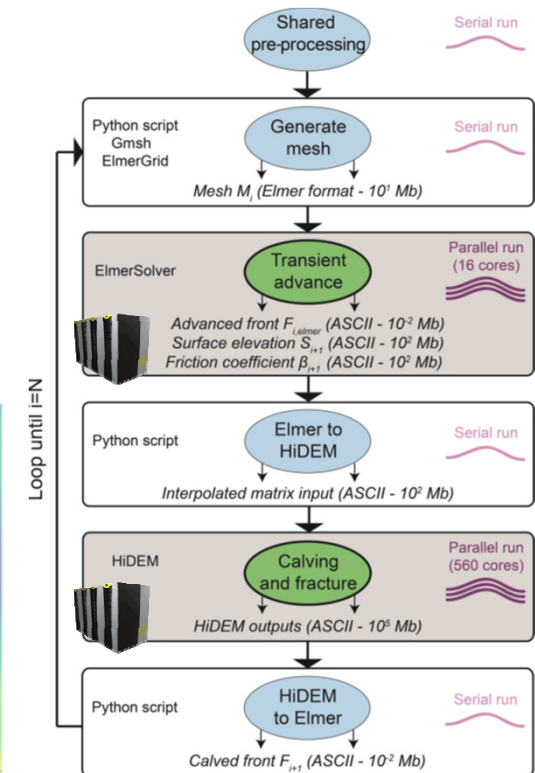 Shared
pre-processing
Serial run
Python script
Gmsh
ElmerGrid
Generate
mesh
Serial run
Mesh Mᵢ (Elmer format - 10¹ Mb)
ElmerSolver
Transient
advance
Parallel run
(16 cores)
Advanced front Fᵢ,ₑₗₘₑᵣ (ASCII - 10⁻² Mb)
Surface elevation Sᵢ₊₁ (ASCII - 10² Mb)
Friction coefficient βᵢ₊₁ (ASCII - 10² Mb)
Loop until i=N
Python script
Elmer to
HiDEM
Serial run
Interpolated matrix input (ASCII - 10² Mb)
HiDEM
Calving
and fracture
Parallel run
(560 cores)
HiDEM outputs (ASCII - 10⁵ Mb)
Python script
HiDEM
to Elmer
Serial run
Calved front Fᵢ₊₁ (ASCII - 10⁻² Mb)